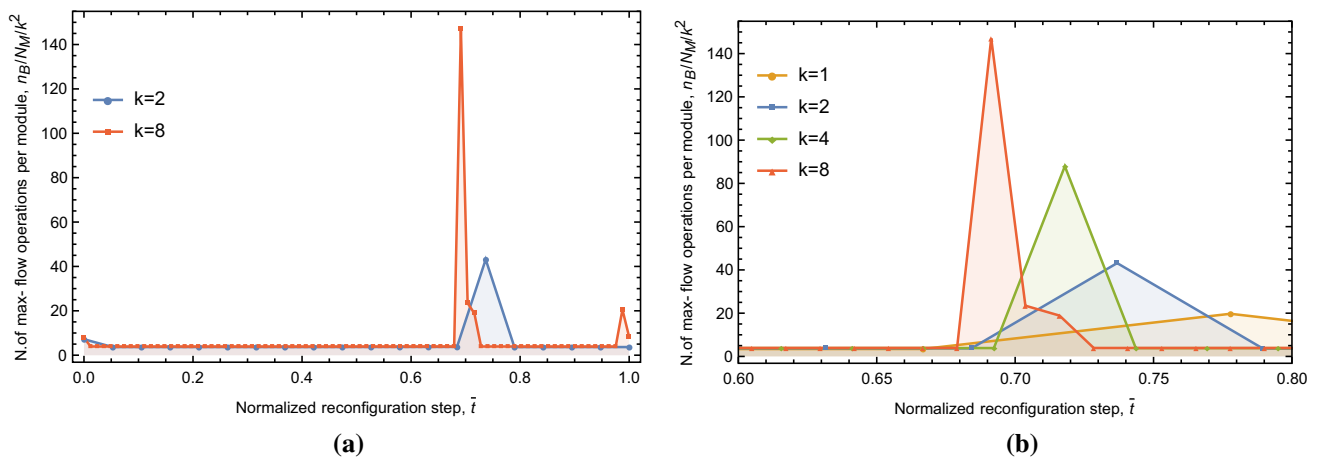 N.of max- flow operations per module, n_B/N_M/k²
140
120
100
80
60
40
20
0
k=2
k=8
0.0 0.2 0.4 0.6 0.8 1.0
Normalized reconfiguration step, t̄
(a)
N.of max- flow operations per module, n_B/N_M/k²
140
120
100
80
60
40
20
0
k=1
k=2
k=4
k=8
0.60 0.65 0.70 0.75 0.80
Normalized reconfiguration step, t̄
(b)